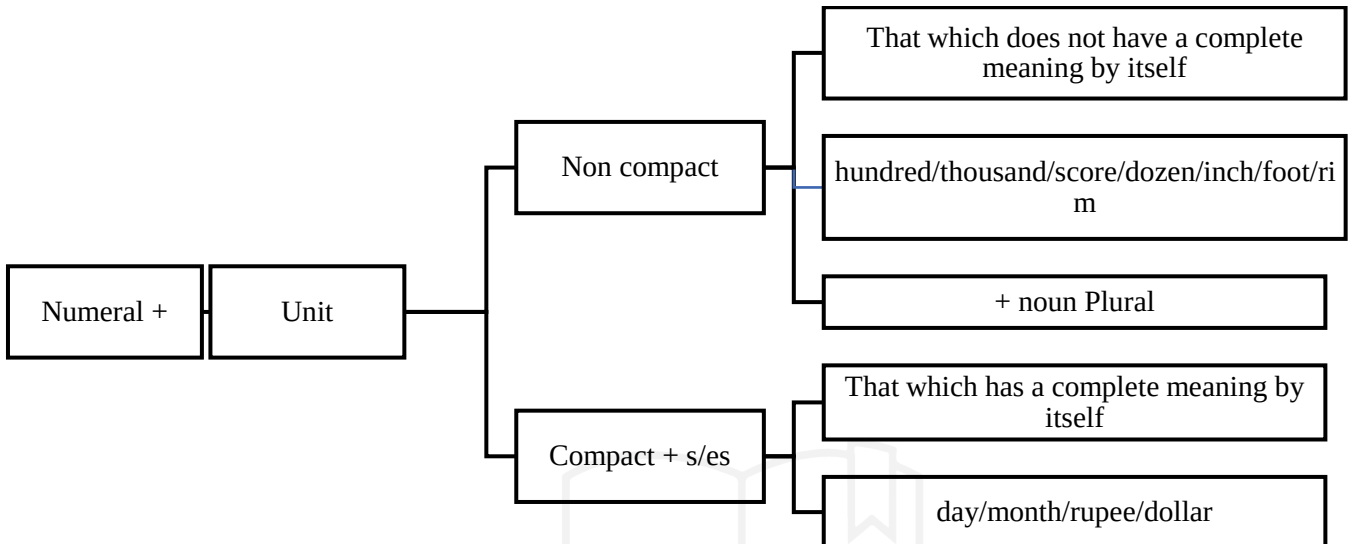 That which does not have a complete
meaning by itself
Non compact
hundred/thousand/score/dozen/inch/foot/ri
m
Numeral +
Unit
+ noun Plural
That which has a complete meaning by
itself
Compact + s/es
day/month/rupee/dollar